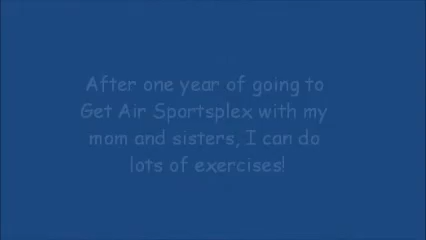 After one year of going to
Get Air Sportsplex with my
mom and sisters, I can do
lots of exercises!